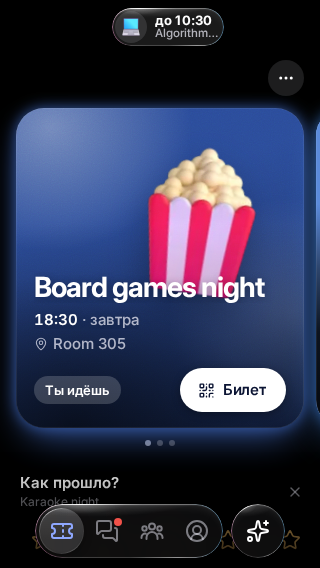 до 10:30
Algorithm...
Board games night
18:30 · завтра
Room 305
Ты идёшь
Билет
Как прошло?
Karaoke night